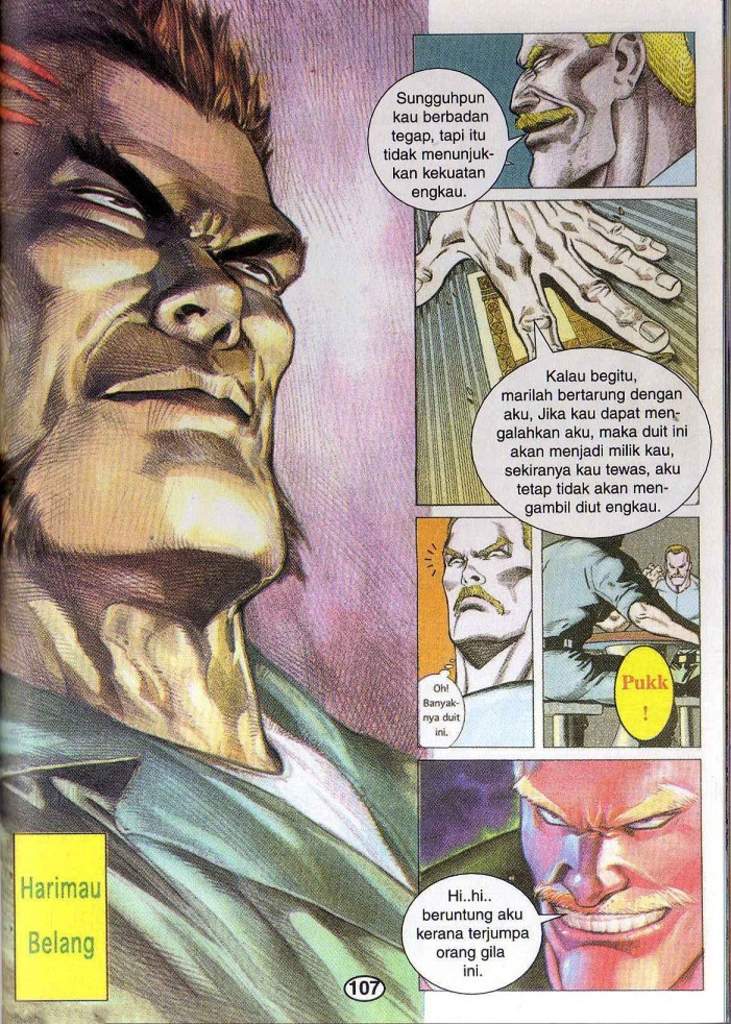 Sungguhpun
kau berbadan
tegap, tapi itu
tidak menunjuk-
kan kekuatan
engkau.
Kalau begitu,
marilah bertarung dengan
aku, Jika kau dapat men-
galahkan aku, maka duit ini
akan menjadi milik kau,
sekiranya kau tewas, aku
tetap tidak akan men-
gambil diut engkau.
Oh!
Banyak-
nya duit
ini.
Pukk
!
Hi..hi..
beruntung aku
kerana terjumpa
orang gila
ini.
Harimau
Belang
107